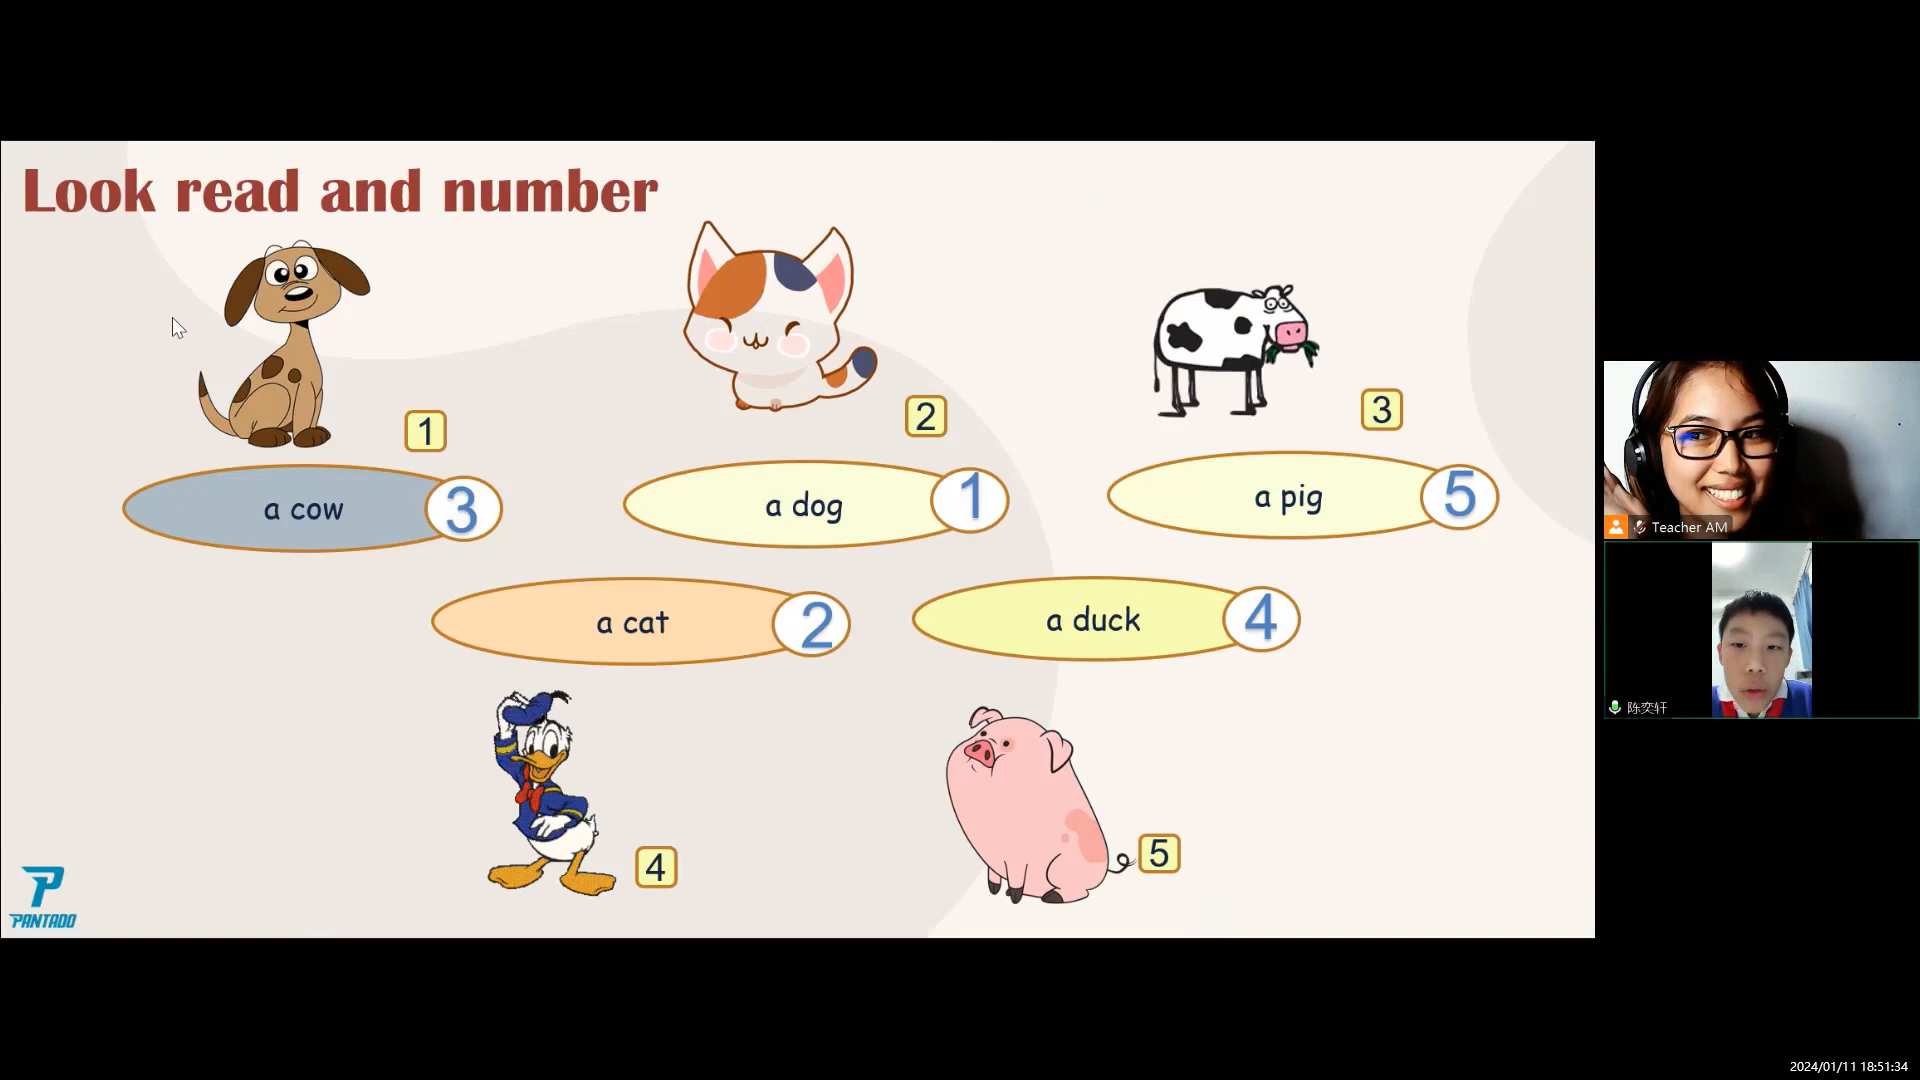 Look read and number
1
2
3
a cow 3
a dog 1
a pig 5
a cat 2
a duck 4
4
5
PANTADO
Teacher AM
陈奕轩
2024/01/11 18:51:34